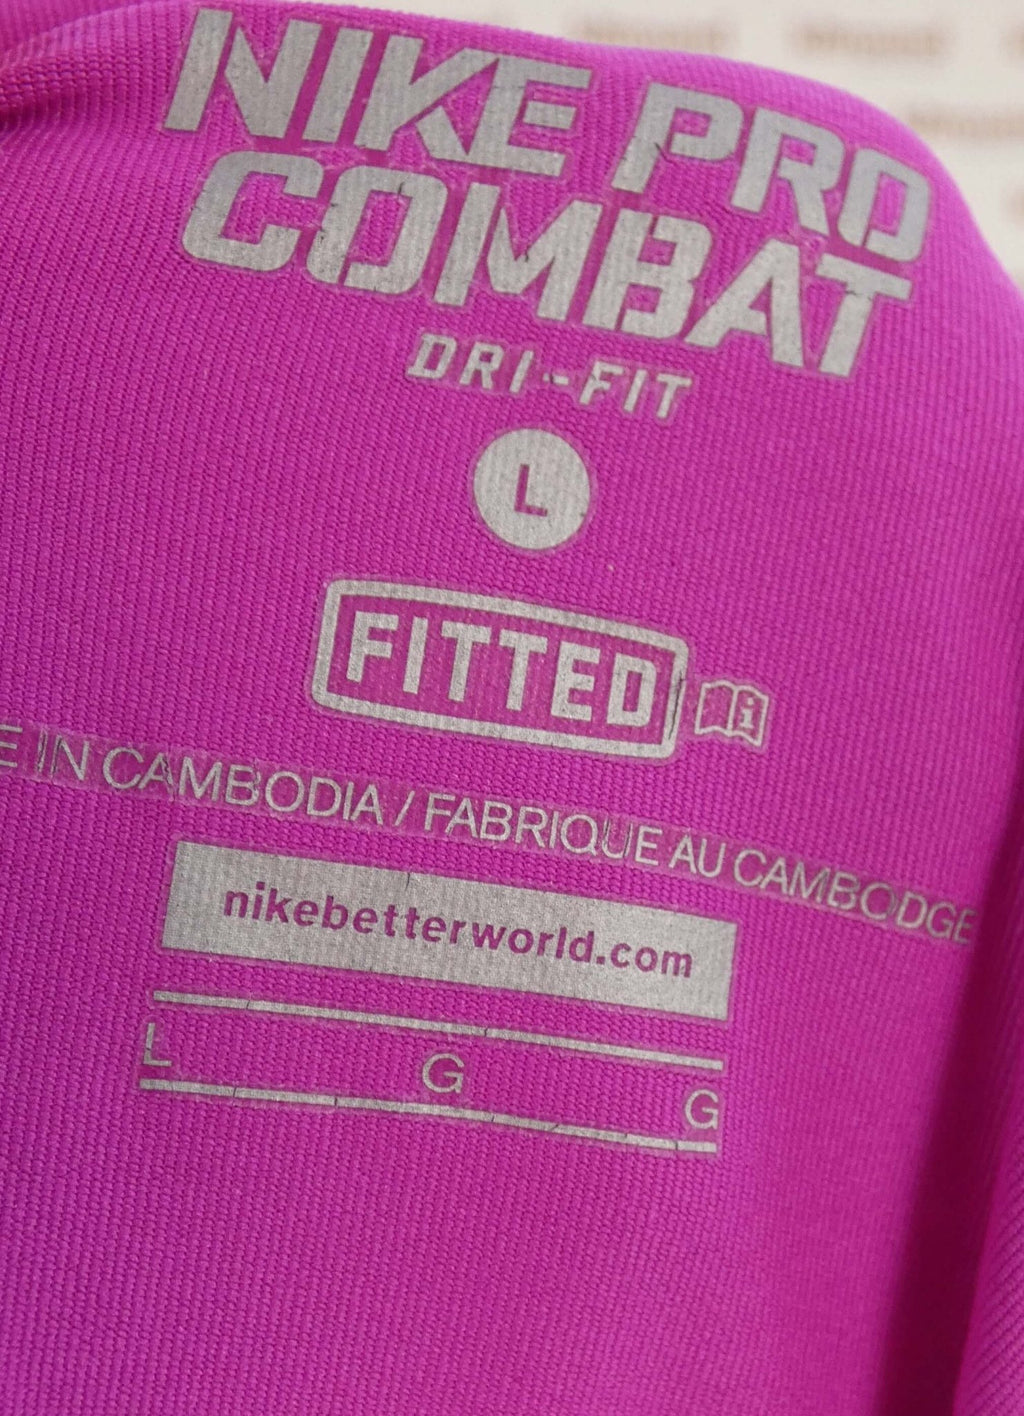 NIKE PRO
COMBAT
DRI-FIT
L
FITTED
E IN CAMBODIA / FABRIQUE AU CAMBODGE
nikebetterworld.com
L G G